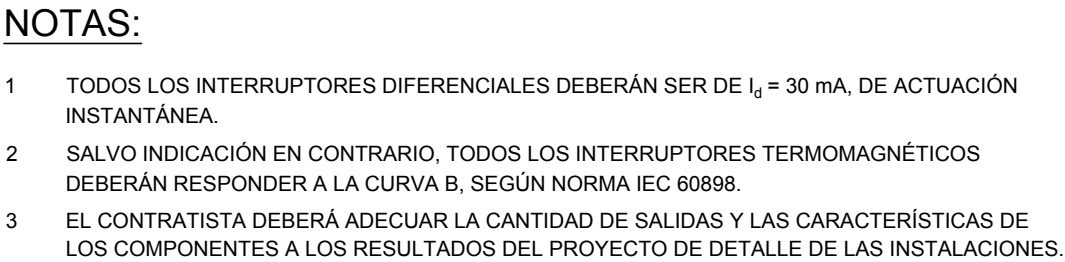 NOTAS:
1 TODOS LOS INTERRUPTORES DIFERENCIALES DEBERÁN SER DE Id = 30 mA, DE ACTUACIÓN
INSTANTÁNEA.
2 SALVO INDICACIÓN EN CONTRARIO, TODOS LOS INTERRUPTORES TERMOMAGNÉTICOS
DEBERÁN RESPONDER A LA CURVA B, SEGÚN NORMA IEC 60898.
3 EL CONTRATISTA DEBERÁ ADECUAR LA CANTIDAD DE SALIDAS Y LAS CARACTERÍSTICAS DE
LOS COMPONENTES A LOS RESULTADOS DEL PROYECTO DE DETALLE DE LAS INSTALACIONES.